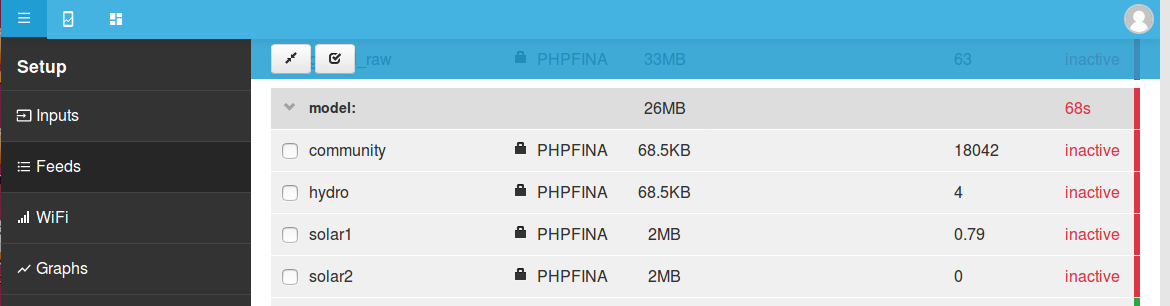 _raw PHPFINA 33MB 63 inactive
Setup
model: 26MB 68s
Inputs
community PHPFINA 68.5KB 18042 inactive
Feeds
hydro PHPFINA 68.5KB 4 inactive
WiFi
solar1 PHPFINA 2MB 0.79 inactive
Graphs
solar2 PHPFINA 2MB 0 inactive